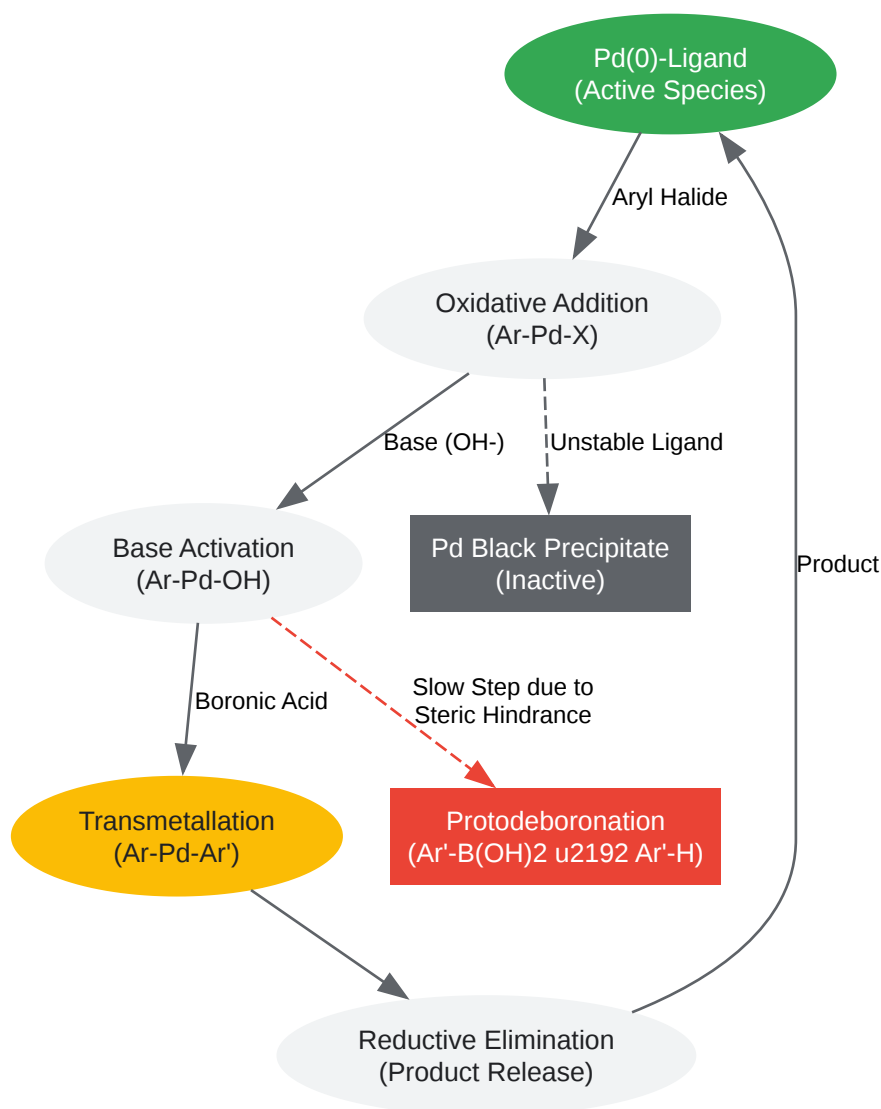 Pd(0)-Ligand
(Active Species)
Aryl Halide
Oxidative Addition
(Ar-Pd-X)
Base (OH-)
Unstable Ligand
Base Activation
(Ar-Pd-OH)
Pd Black Precipitate
(Inactive)
Product
Boronic Acid
Slow Step due to
Steric Hindrance
Transmetallation
(Ar-Pd-Ar')
Protodeboronation
(Ar'-B(OH)2 u2192 Ar'-H)
Reductive Elimination
(Product Release)